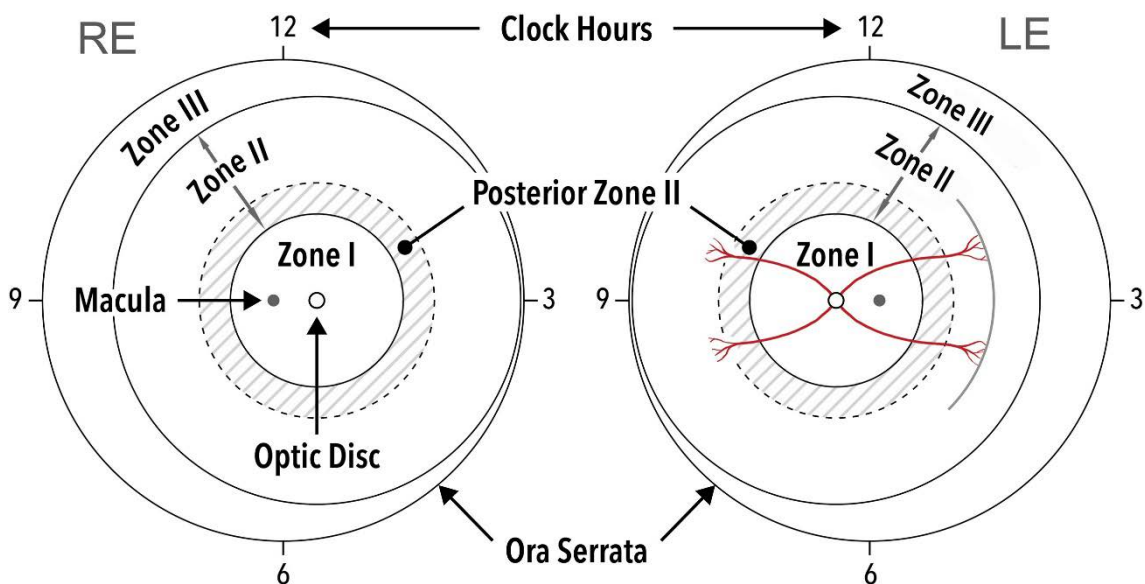 RE
12
Clock Hours
12
LE
Zone III
Zone II
Zone III
Zone II
Posterior Zone II
Zone I
Zone I
9
Macula
3
9
3
Optic Disc
Ora Serrata
6
6